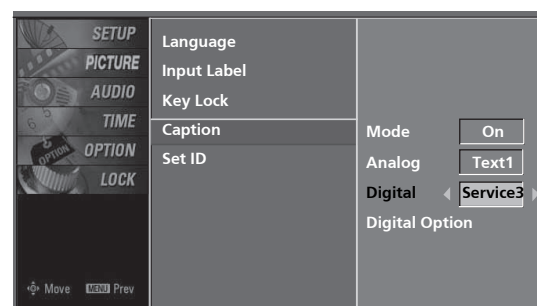 SETUP
PICTURE
AUDIO
TIME
OPTION
LOCK
Move MENU Prev
Language
Input Label
Key Lock
Caption
Set ID
Mode On
Analog Text1
Digital Service3
Digital Option